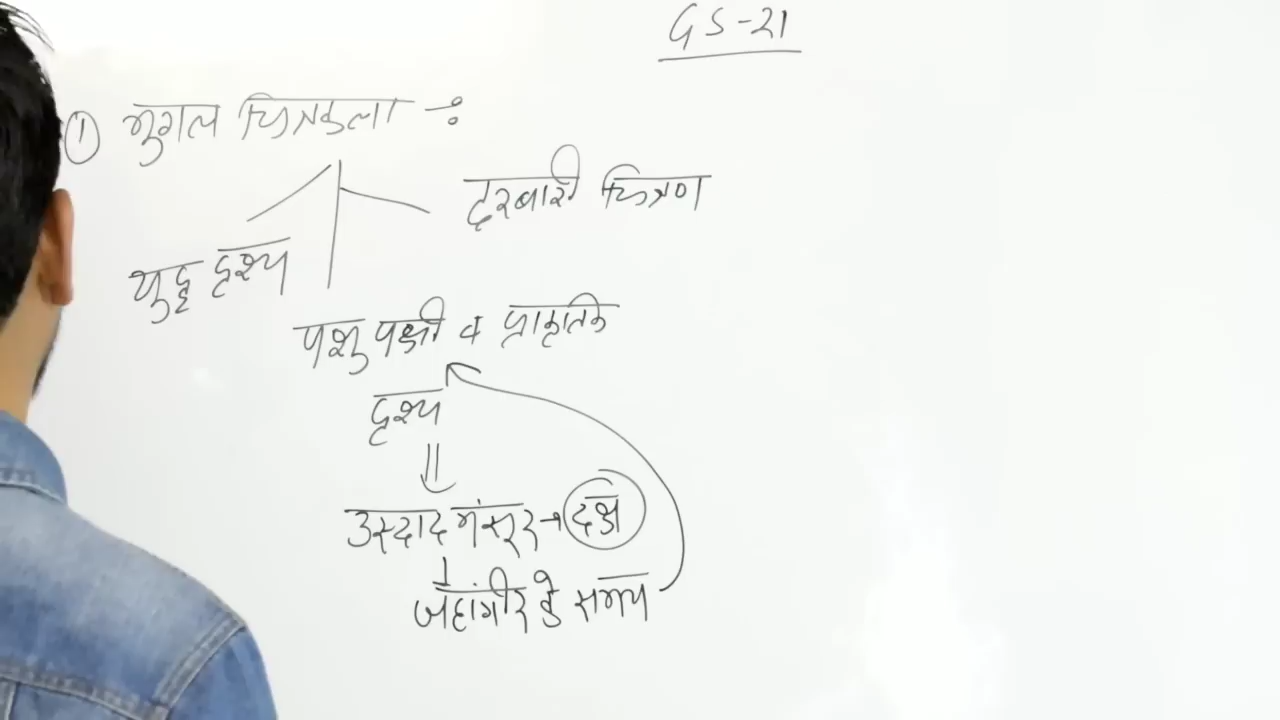 GS-21
① मुगल चित्रकला -:
दरबारी चित्रण
युद्ध दृश्य
पशु पक्षी व प्राकृतिक
दृश्य
उस्दाद मंसूर → दक्ष
जहांगीर के समय